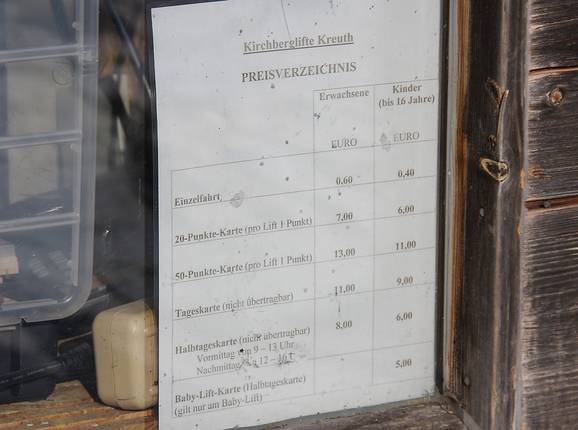 Kirchberglifte Kreuth
PREISVERZEICHNIS
Erwachsene Kinder
(bis 16 Jahre)
EURO EURO
Einzelfahrt, 0.60 0,40
20-Punkte-Karte (pro Lift 1 Punkt) 7,00 6,00
50-Punkte-Karte (pro Lift 1 Punkt) 13,00 11,00
Tageskarte (nicht übertragbar) 11,00 9,00
Halbtageskarte (nicht übertragbar) 8,00 6,00
Vormittag von 9 – 13 Uhr
Nachmittag 12 – 16
Baby-Lift-Karte (Halbtageskarte) 5,00
(gilt nur am Baby-Lift)